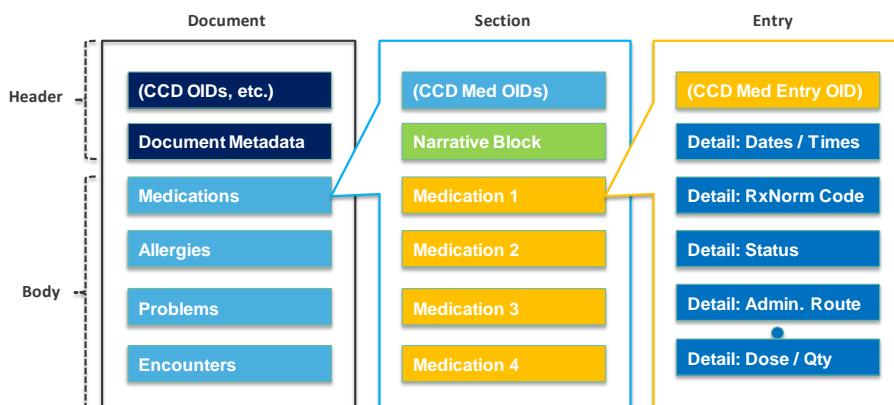 Document
Section
Entry
Header
Body
(CCD OIDs, etc.)
Document Metadata
Medications
Allergies
Problems
Encounters
(CCD Med OIDs)
Narrative Block
Medication 1
Medication 2
Medication 3
Medication 4
(CCD Med Entry OID)
Detail: Dates / Times
Detail: RxNorm Code
Detail: Status
Detail: Admin. Route
Detail: Dose / Qty